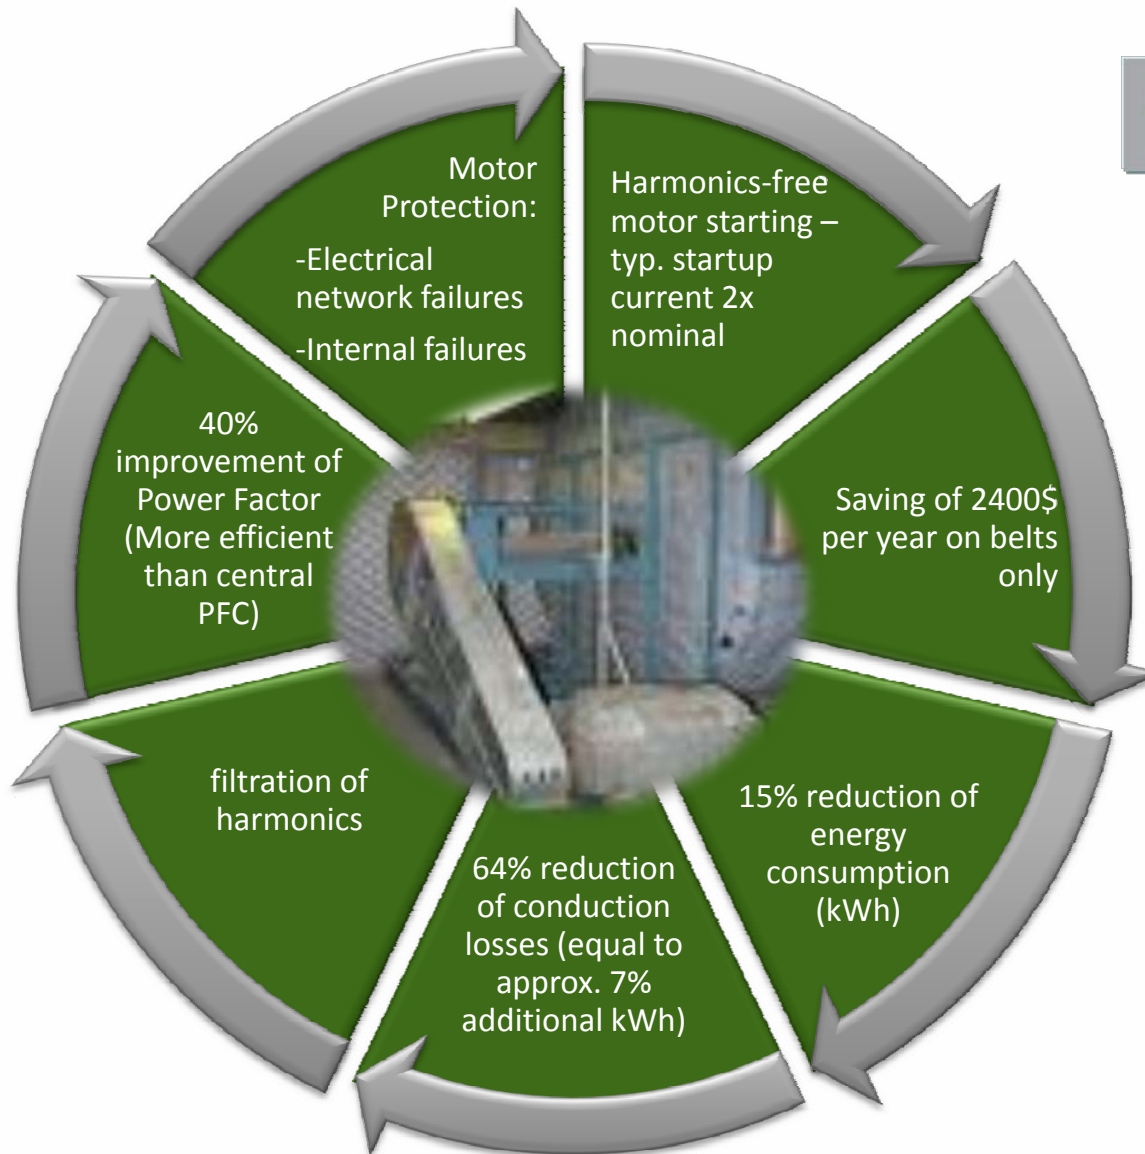 Motor
Protection:
-Electrical
network failures
-Internal failures
Harmonics-free
motor starting –
typ. startup
current 2x
nominal
Saving of 2400$
per year on belts
only
15% reduction of
energy
consumption
(kWh)
64% reduction
of conduction
losses (equal to
approx. 7%
additional kWh)
filtration of
harmonics
40%
improvement of
Power Factor
(More efficient
than central
PFC)